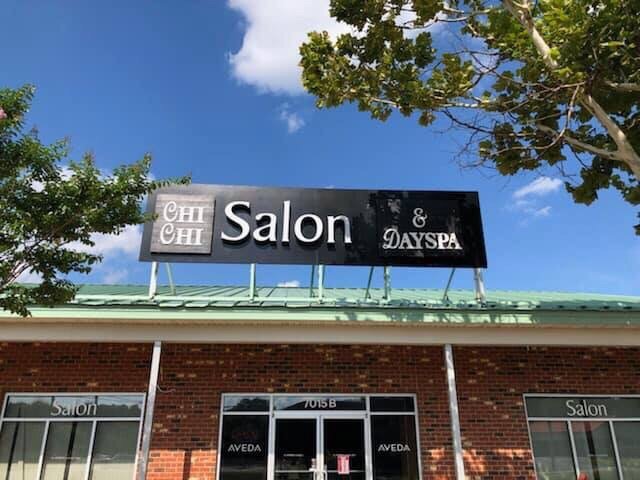 CHI
CHI
Salon
&
DAYSPA
7015B
Salon
AVEDA
AVEDA
Salon